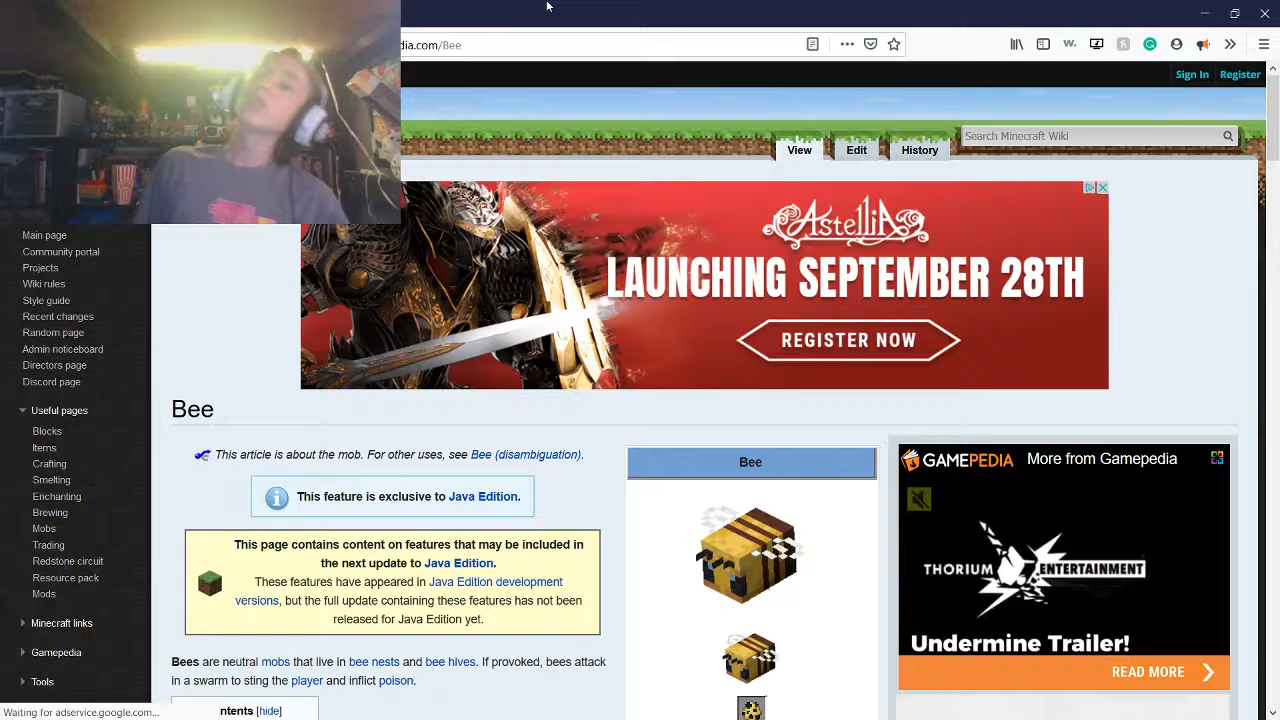 dia.com/Bee
Sign In Register
View Edit History
Search Minecraft Wiki
Main page
Community portal
Projects
Wiki rules
Style guide
Recent changes
Random page
Admin noticeboard
Directors page
Discord page
Useful pages
Blocks
Items
Crafting
Smelting
Enchanting
Brewing
Mobs
Trading
Redstone circuit
Resource pack
Mods
Minecraft links
Gamepedia
Tools
AstelliA
LAUNCHING SEPTEMBER 28TH
REGISTER NOW
Bee
This article is about the mob. For other uses, see Bee (disambiguation).
This feature is exclusive to Java Edition.
This page contains content on features that may be included in
the next update to Java Edition.
These features have appeared in Java Edition development
versions, but the full update containing these features has not been
released for Java Edition yet.
Bees are neutral mobs that live in bee nests and bee hives. If provoked, bees attack
in a swarm to sting the player and inflict poison.
ntents [hide]
Bee
GAMEPEDIA More from Gamepedia
THORIUM ENTERTAINMENT
Undermine Trailer!
READ MORE
Waiting for adservice.google.com...